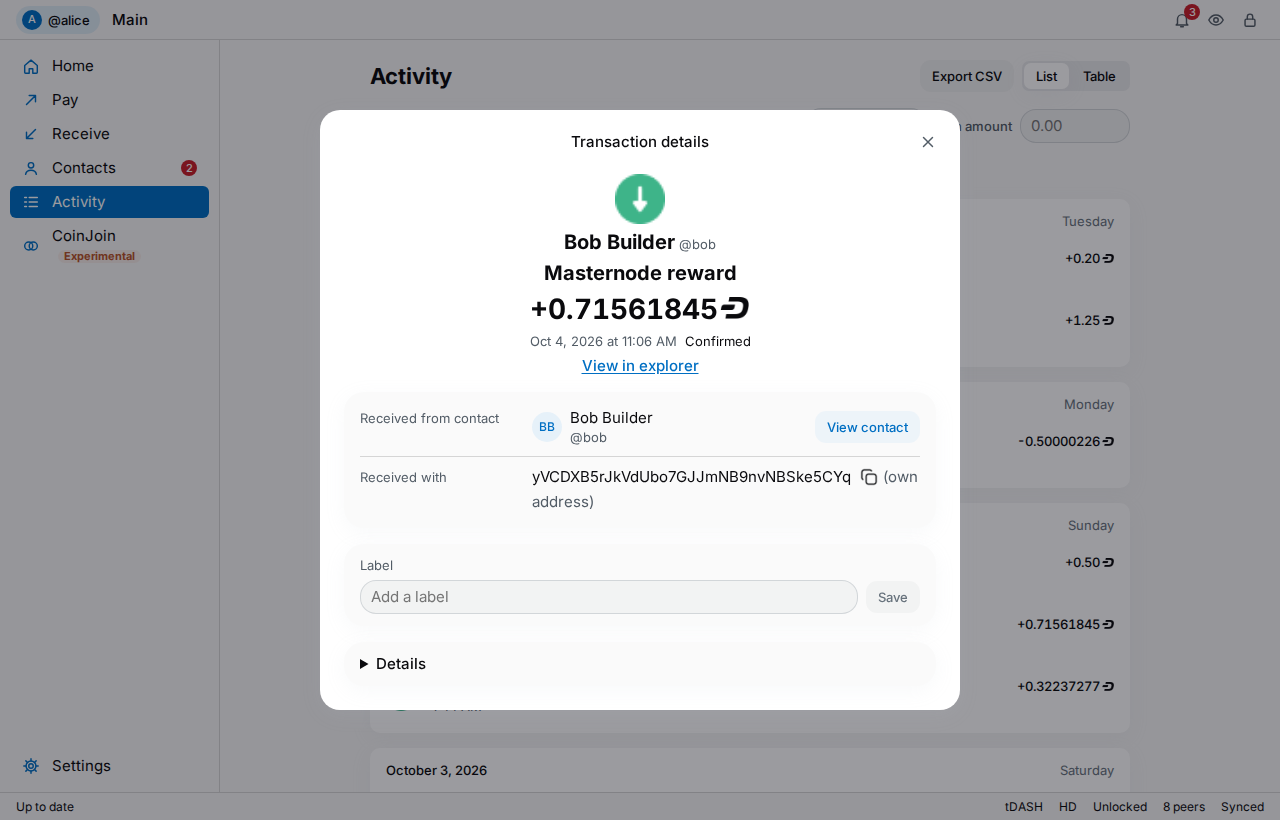 A @alice Main 3
Home
Pay
Receive
Contacts 2
Activity
CoinJoin
Experimental
Settings
Activity
Export CSV List Table
amount 0.00
Transaction details
Bob Builder @bob
Masternode reward
+0.71561845
Oct 4, 2026 at 11:06 AM Confirmed
View in explorer
Received from contact BB Bob Builder View contact
@bob
Received with yVCDXB5rJkVdUbo7GJJmNB9nvNBSke5CYq (own
address)
Label
Add a label Save
Details
Tuesday
+0.20
+1.25
Monday
-0.50000226
Sunday
+0.50
+0.71561845
+0.32237277
October 3, 2026 Saturday
Up to date tDASH HD Unlocked 8 peers Synced